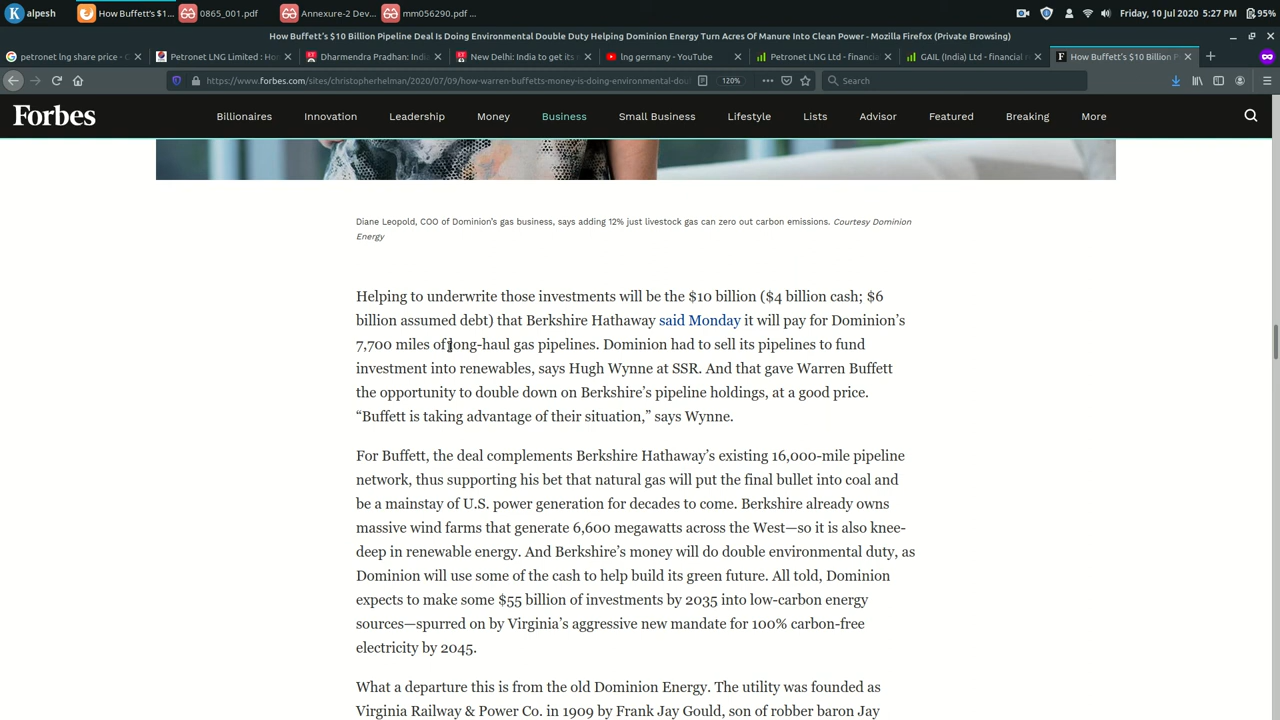 alpesh
How Buffett's $1...
0865_001.pdf
Annexure-2 Dev...
mm056290.pdf ...
Friday, 10 Jul 2020 5:27 PM
95%
How Buffett's $10 Billion Pipeline Deal Is Doing Environmental Double Duty Helping Dominion Energy Turn Acres Of Manure Into Clean Power - Mozilla Firefox (Private Browsing)
petronet lng share price - G
Petronet LNG Limited : Ho
Dharmendra Pradhan: Indi
New Delhi: India to get its
lng germany - YouTube
Petronet LNG Ltd - financial
GAIL (India) Ltd - financial r
How Buffett's $10 Billion P
https://www.forbes.com/sites/christopherhelman/2020/07/09/how-warren-buffetts-money-is-doing-environmental-dou
120%
Search
Forbes
Billionaires
Innovation
Leadership
Money
Business
Small Business
Lifestyle
Lists
Advisor
Featured
Breaking
More
Diane Leopold, COO of Dominion's gas business, says adding 12% just livestock gas can zero out carbon emissions. Courtesy Dominion
Energy
Helping to underwrite those investments will be the $10 billion ($4 billion cash; $6
billion assumed debt) that Berkshire Hathaway said Monday it will pay for Dominion's
7,700 miles of long-haul gas pipelines. Dominion had to sell its pipelines to fund
investment into renewables, says Hugh Wynne at SSR. And that gave Warren Buffett
the opportunity to double down on Berkshire's pipeline holdings, at a good price.
“Buffett is taking advantage of their situation,” says Wynne.
For Buffett, the deal complements Berkshire Hathaway's existing 16,000-mile pipeline
network, thus supporting his bet that natural gas will put the final bullet into coal and
be a mainstay of U.S. power generation for decades to come. Berkshire already owns
massive wind farms that generate 6,600 megawatts across the West—so it is also knee-
deep in renewable energy. And Berkshire's money will do double environmental duty, as
Dominion will use some of the cash to help build its green future. All told, Dominion
expects to make some $55 billion of investments by 2035 into low-carbon energy
sources—spurred on by Virginia's aggressive new mandate for 100% carbon-free
electricity by 2045.
What a departure this is from the old Dominion Energy. The utility was founded as
Virginia Railway & Power Co. in 1909 by Frank Jay Gould, son of robber baron Jay